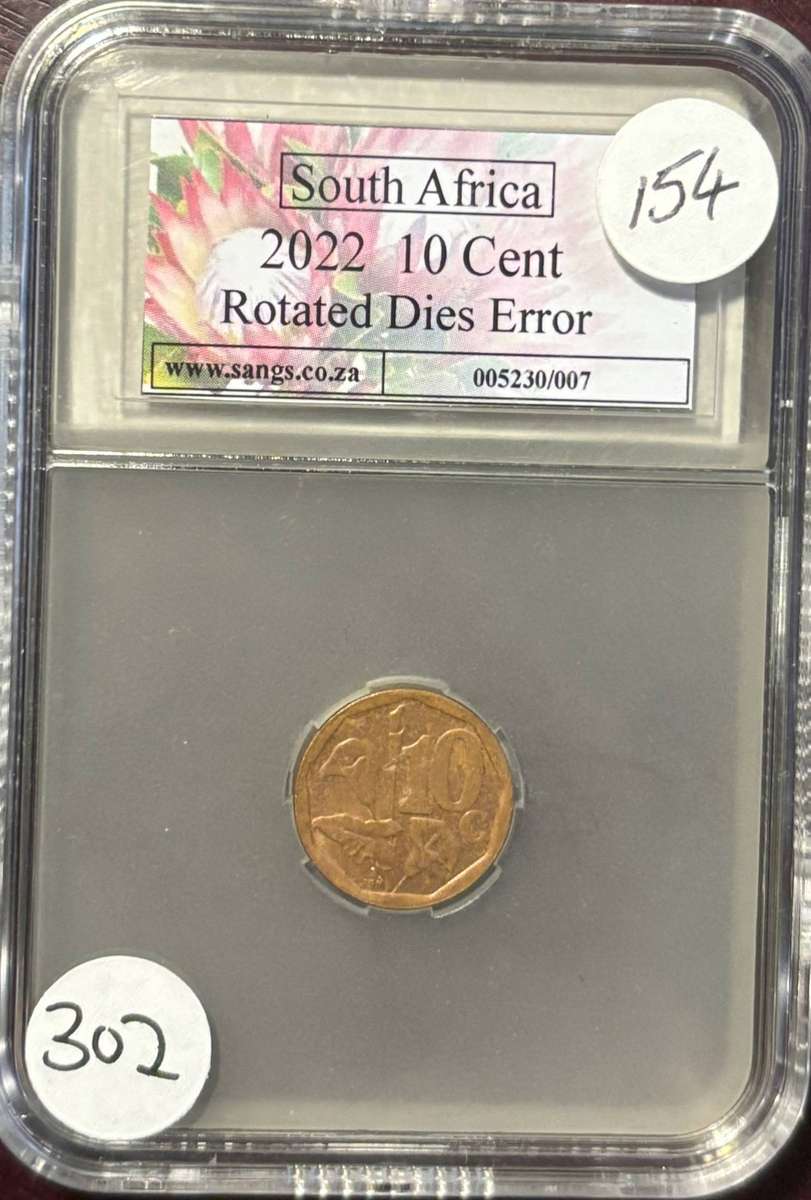 South Africa
154
2022 10 Cent
Rotated Dies Error
www.sangs.co.za
005230/007
10
C
302